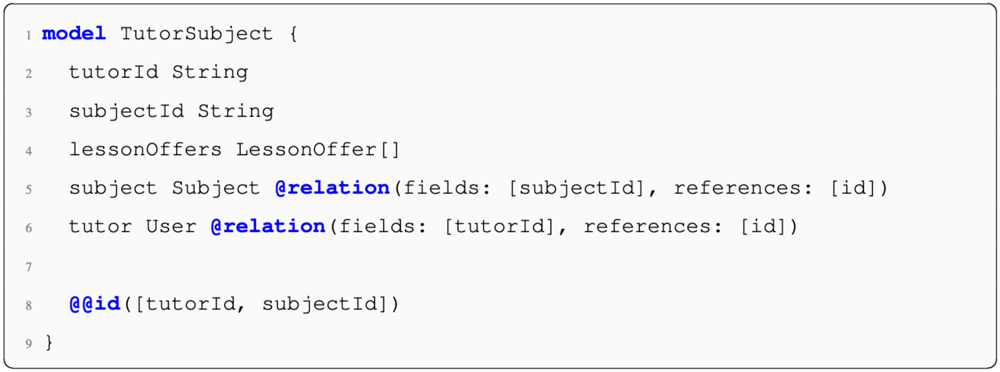 1 model TutorSubject {
2 tutorId String
3 subjectId String
4 lessonOffers LessonOffer[]
5 subject Subject @relation(fields: [subjectId], references: [id])
6 tutor User @relation(fields: [tutorId], references: [id])
7
8 @@id([tutorId, subjectId])
9 }